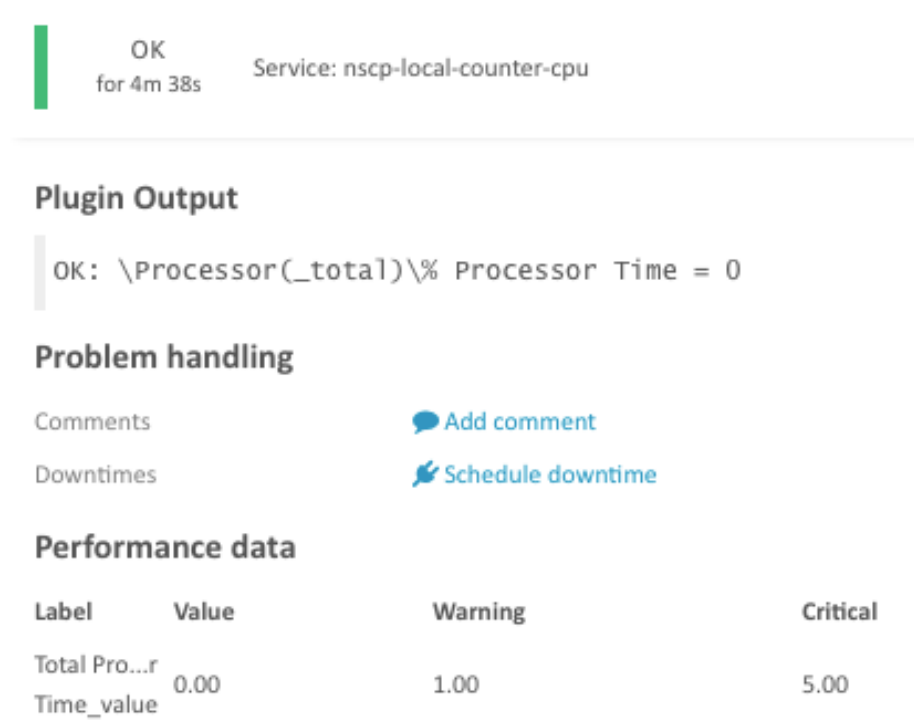 OK
for 4m 38s
Service: nscp-local-counter-cpu
Plugin Output
OK: \Processor(_total)\% Processor Time = 0
Problem handling
Comments
Add comment
Downtimes
Schedule downtime
Performance data
Label Value Warning Critical
Total Pro...r
Time_value
0.00 1.00 5.00